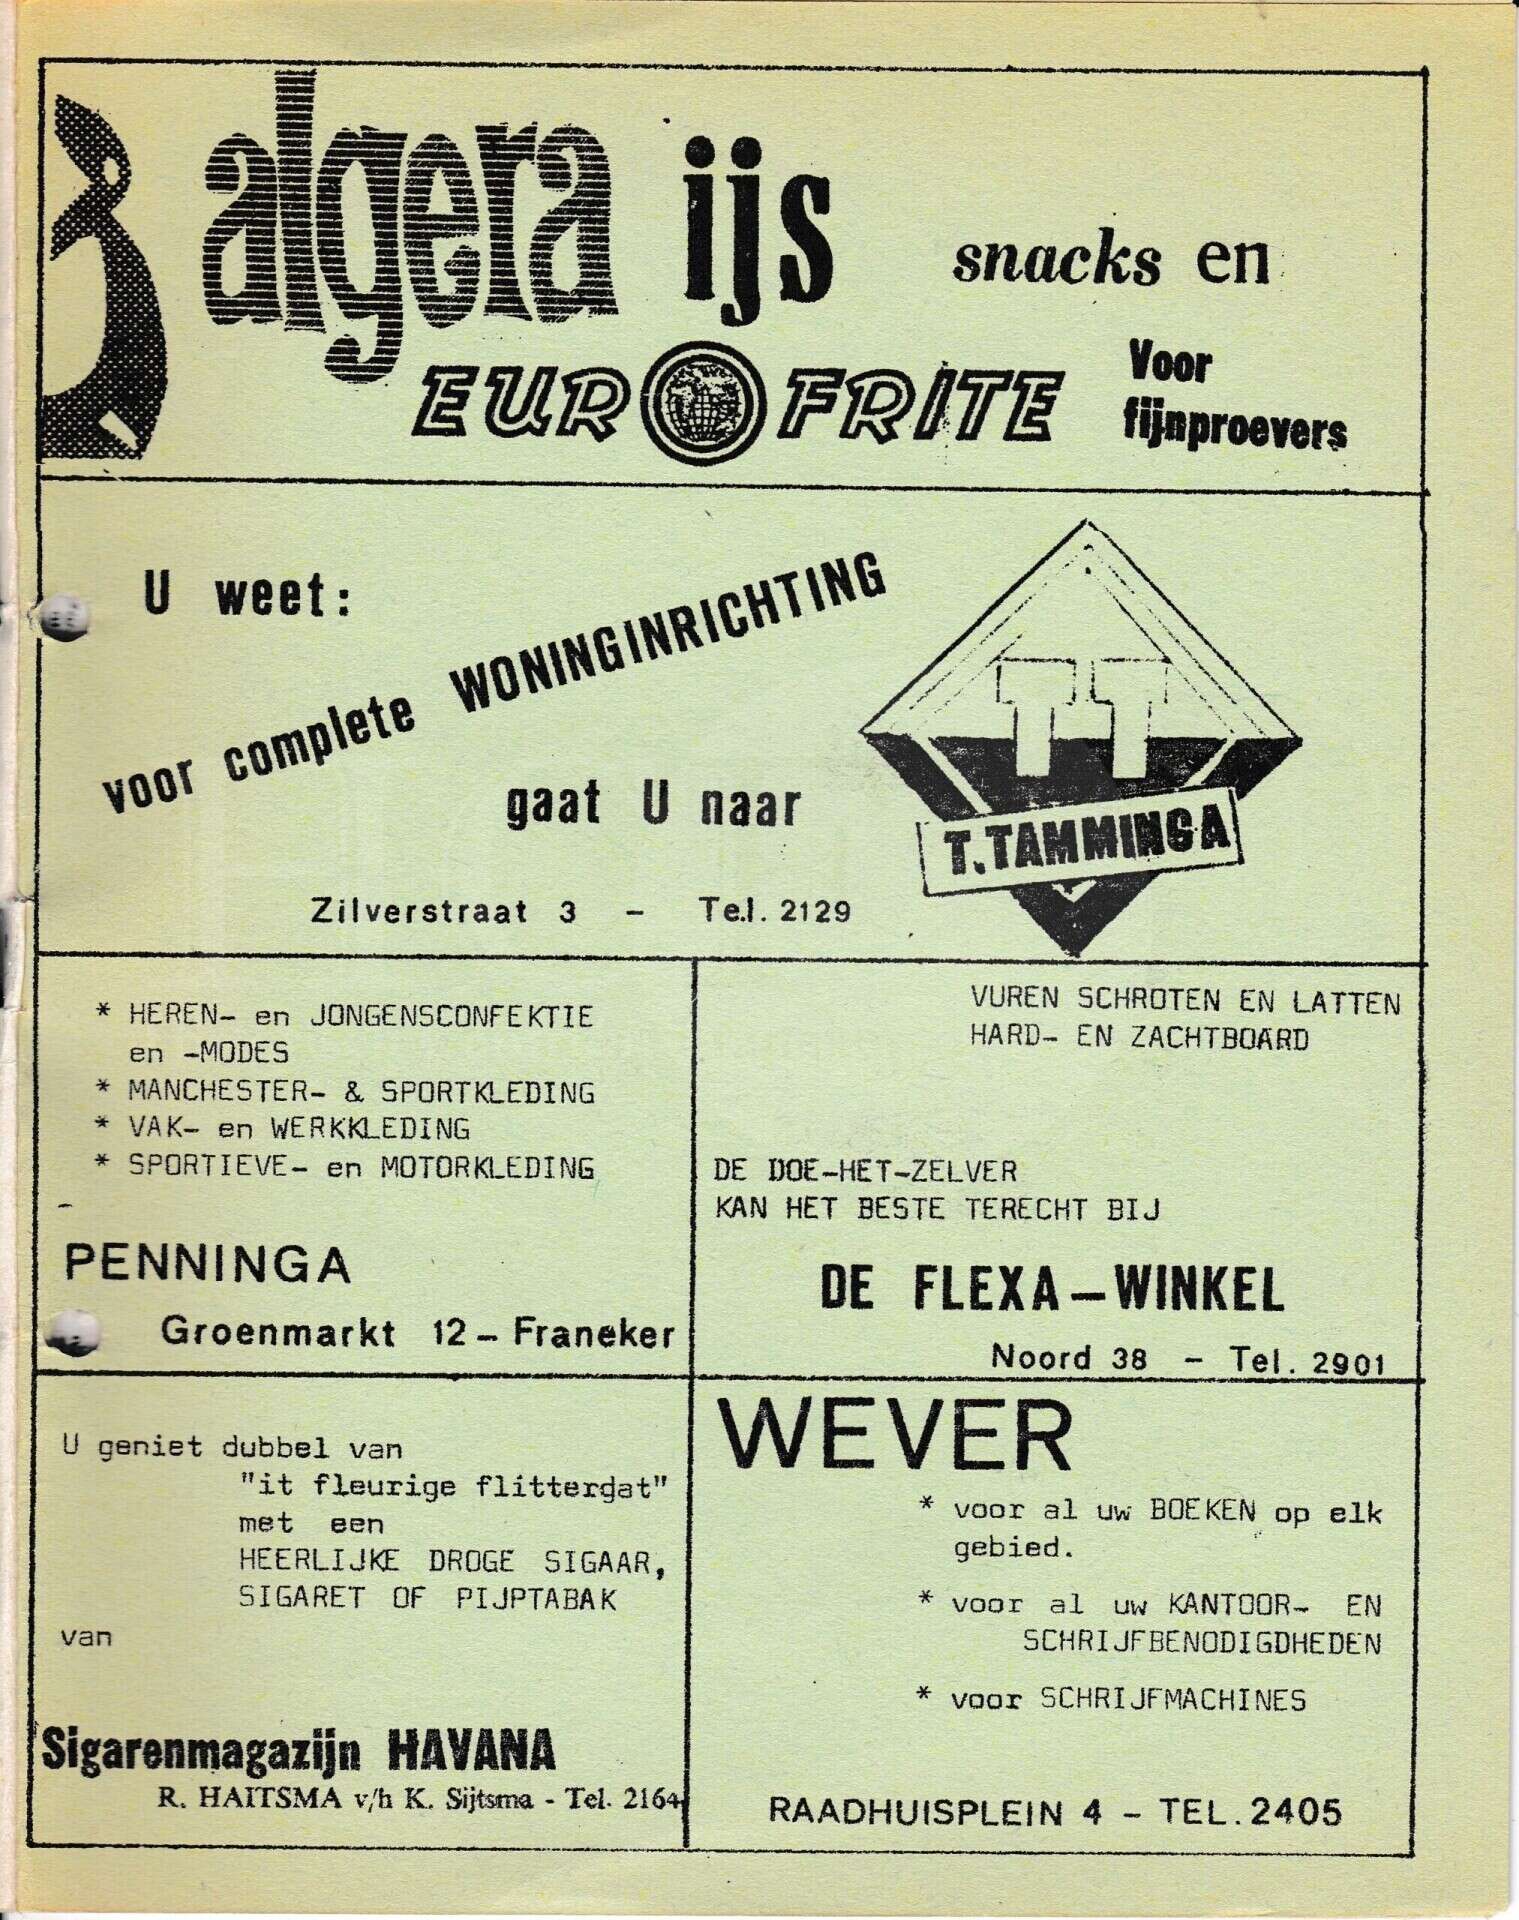 algera ijs snacks en
EUROFRITE
Voor
fijnproevers
U weet:
voor complete WONINGINRICHTING
gaat U naar
TT
T.TAMMINGA
Zilverstraat 3 - Tel. 2129
* HEREN- en JONGENSCONFEKTIE
en -MODES
* MANCHESTER- & SPORTKLEDING
* VAK- en WERKKLEDING
* SPORTIEVE- en MOTORKLEDING
PENNINGA
Groenmarkt 12 - Franeker
VUREN SCHROTEN EN LATTEN
HARD- EN ZACHTBOARD
DE DOE-HET-ZELVER
KAN HET BESTE TERECHT BIJ
DE FLEXA-WINKEL
Noord 38 - Tel. 2901
U geniet dubbel van
"it fleurige flittergat"
met een
HEERLIJKE DROGE SIGAAR,
SIGARET OF PIJPTABAK
van
Sigarenmagazijn HAVANA
R. HAITSMA v/h K. Sijtsma - Tel. 2164
WEVER
* voor al uw BOEKEN op elk
gebied.
* voor al uw KANTOOR- EN
SCHRIJFBENODIGDHEDEN
* voor SCHRIJFMACHINES
RAADHUISPLEIN 4 - TEL. 2405